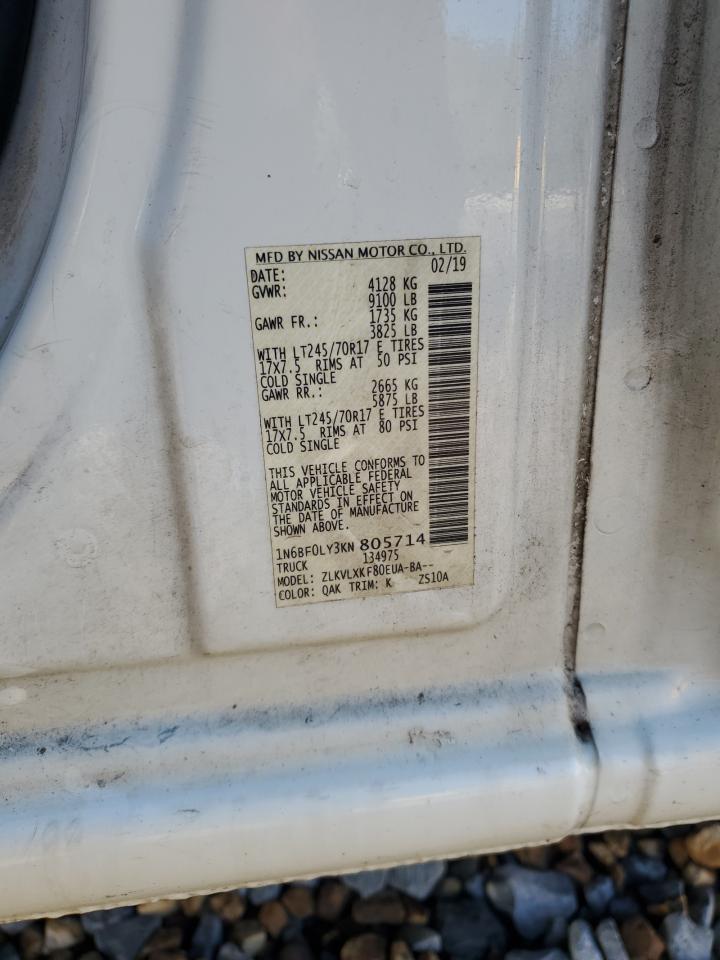 MFD BY NISSAN MOTOR CO., LTD.
DATE: 02/19
GVWR: 4128 KG
9100 LB
GAWR FR.: 1735 KG
3825 LB
WITH LT245/70R17 E TIRES
17X7.5 RIMS AT 50 PSI
COLD SINGLE
GAWR RR.: 2665 KG
5875 LB
WITH LT245/70R17 E TIRES
17X7.5 RIMS AT 80 PSI
COLD SINGLE
THIS VEHICLE CONFORMS TO
ALL APPLICABLE FEDERAL
MOTOR VEHICLE SAFETY
STANDARDS IN EFFECT ON
THE DATE OF MANUFACTURE
SHOWN ABOVE.
1N6BF0LY3KN 805714
TRUCK 134975
MODEL: ZLKVLXKF80EUA-BA--
COLOR: QAK TRIM: K ZS10A